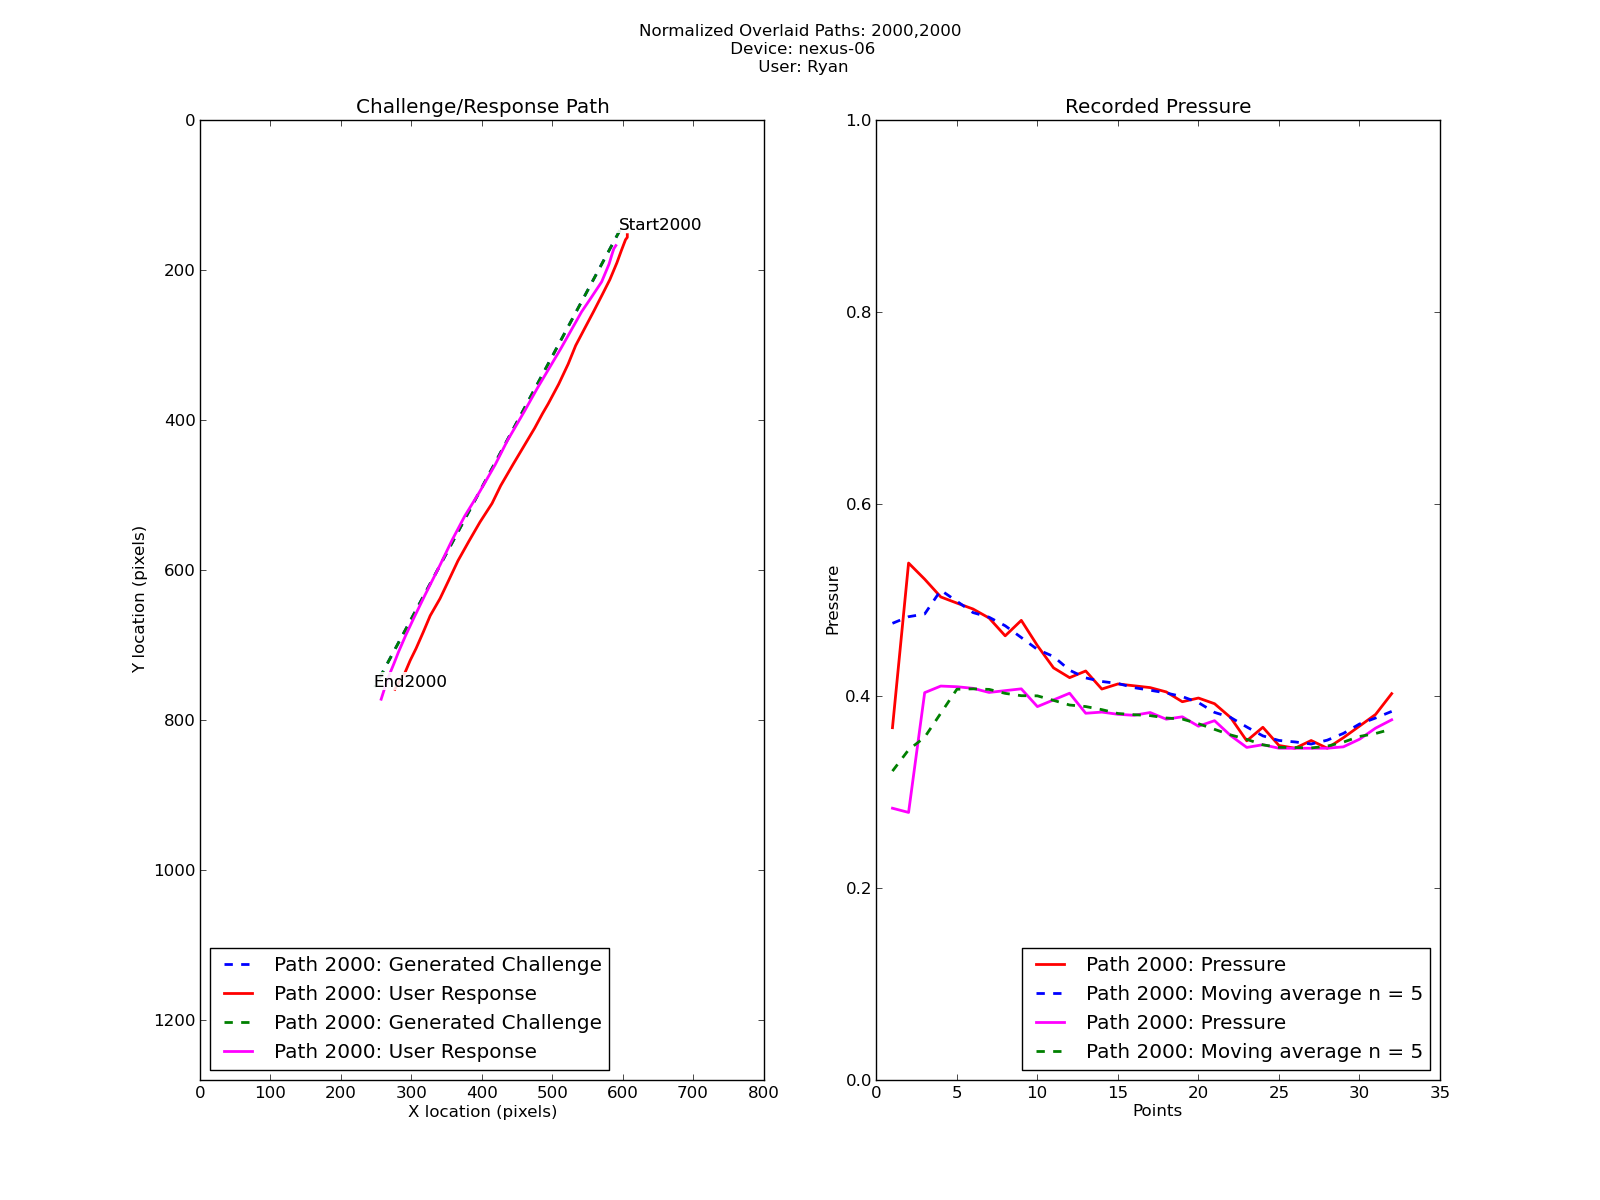 Normalized Overlaid Paths: 2000,2000
Device: nexus-06
User: Ryan
Challenge/Response Path
0
200
400
600
800
1000
1200
Y location (pixels)
Start2000
End2000
Path 2000: Generated Challenge
Path 2000: User Response
Path 2000: Generated Challenge
Path 2000: User Response
0 100 200 300 400 500 600 700 800
X location (pixels)
Recorded Pressure
1.0
0.8
0.6
0.4
0.2
0.0
Pressure
Path 2000: Pressure
Path 2000: Moving average n = 5
Path 2000: Pressure
Path 2000: Moving average n = 5
0 5 10 15 20 25 30 35
Points